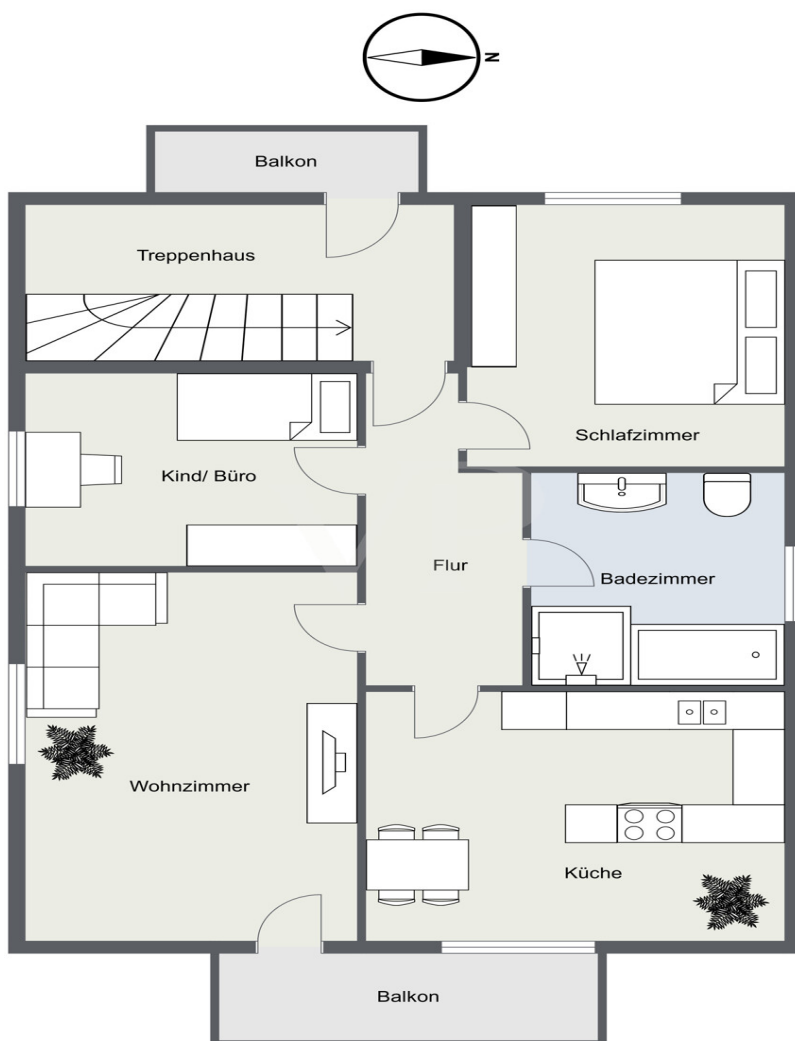 N
Balkon
Treppenhaus
Schlafzimmer
Kind/ Büro
Flur
Badezimmer
Wohnzimmer
Küche
Balkon